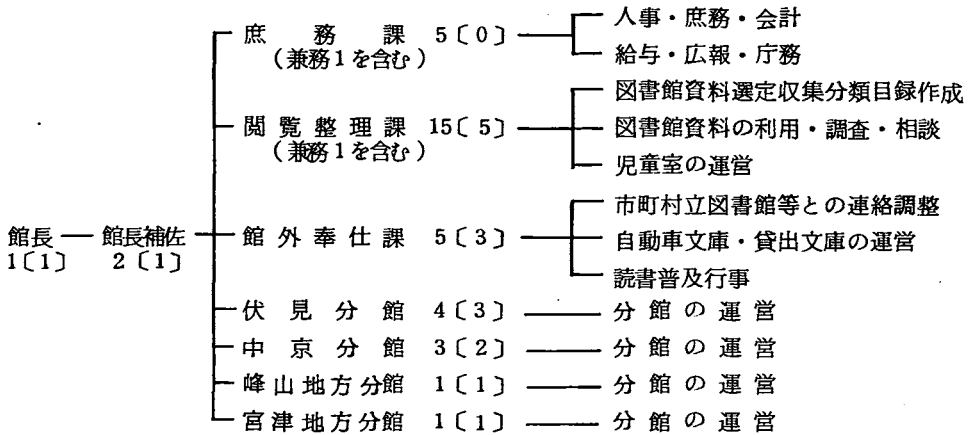 庶務課 5〔0〕
(兼務1を含む)
人事・庶務・会計
給与・広報・庁務
閲覧整理課 15〔5〕
(兼務1を含む)
図書館資料選定収集分類目録作成
図書館資料の利用・調査・相談
児童室の運営
館長 館長補佐
1〔1〕 2〔1〕
館外奉仕課 5〔3〕
市町村立図書館等との連絡調整
自動車文庫・貸出文庫の運営
読書普及行事
伏見分館 4〔3〕 分館の運営
中京分館 3〔2〕 分館の運営
峰山地方分館 1〔1〕 分館の運営
宮津地方分館 1〔1〕 分館の運営